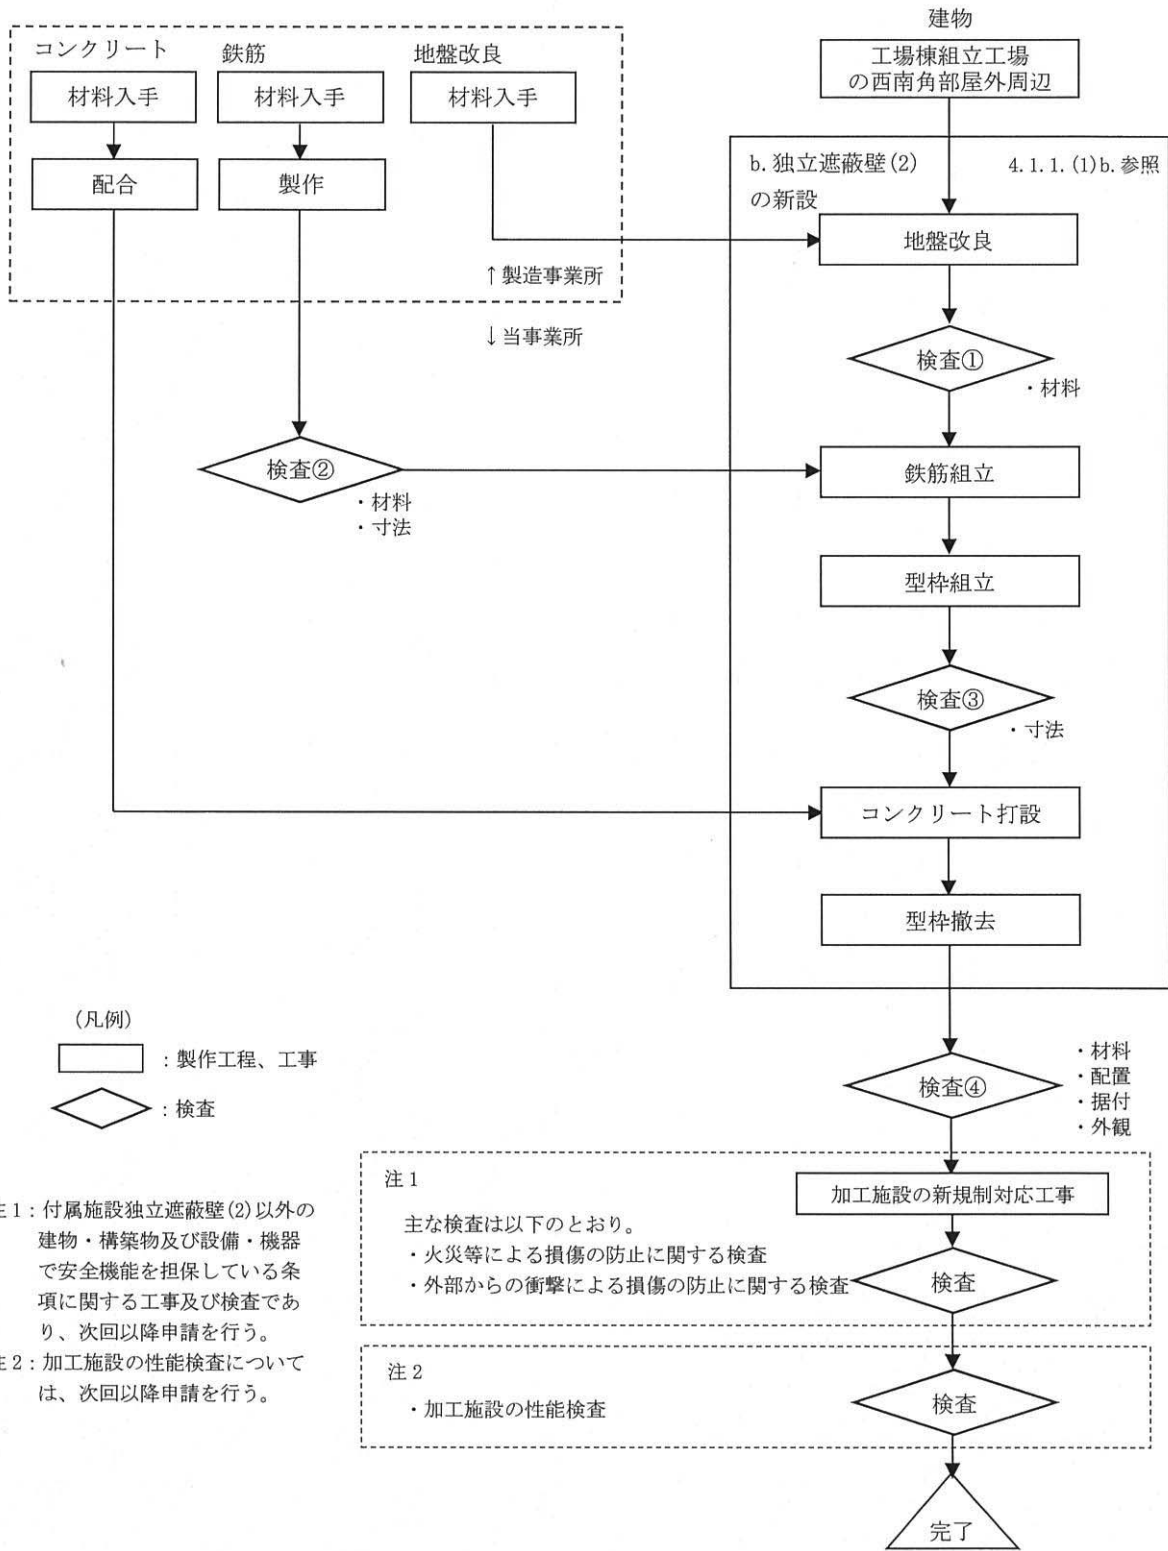 建物
工場棟組立工場
の西南角部屋外周辺
コンクリート
鉄筋
地盤改良
材料入手
材料入手
材料入手
配合
製作
↑製造事業所
↓当事業所
b.独立遮蔽壁(2)
の新設
4.1.1.(1)b.参照
地盤改良
検査①
・材料
検査②
・材料
・寸法
鉄筋組立
型枠組立
検査③
・寸法
コンクリート打設
型枠撤去
検査④
・材料
・配置
・据付
・外観
(凡例)
：製作工程、工事
：検査
注1
加工施設の新規制対応工事
主な検査は以下のとおり。
・火災等による損傷の防止に関する検査
・外部からの衝撃による損傷の防止に関する検査
検査
注2
・加工施設の性能検査
検査
完了
注1：付属施設独立遮蔽壁(2)以外の
建物・構築物及び設備・機器
で安全機能を担保している条
項に関する工事及び検査であ
り、次回以降申請を行う。
注2：加工施設の性能検査について
は、次回以降申請を行う。